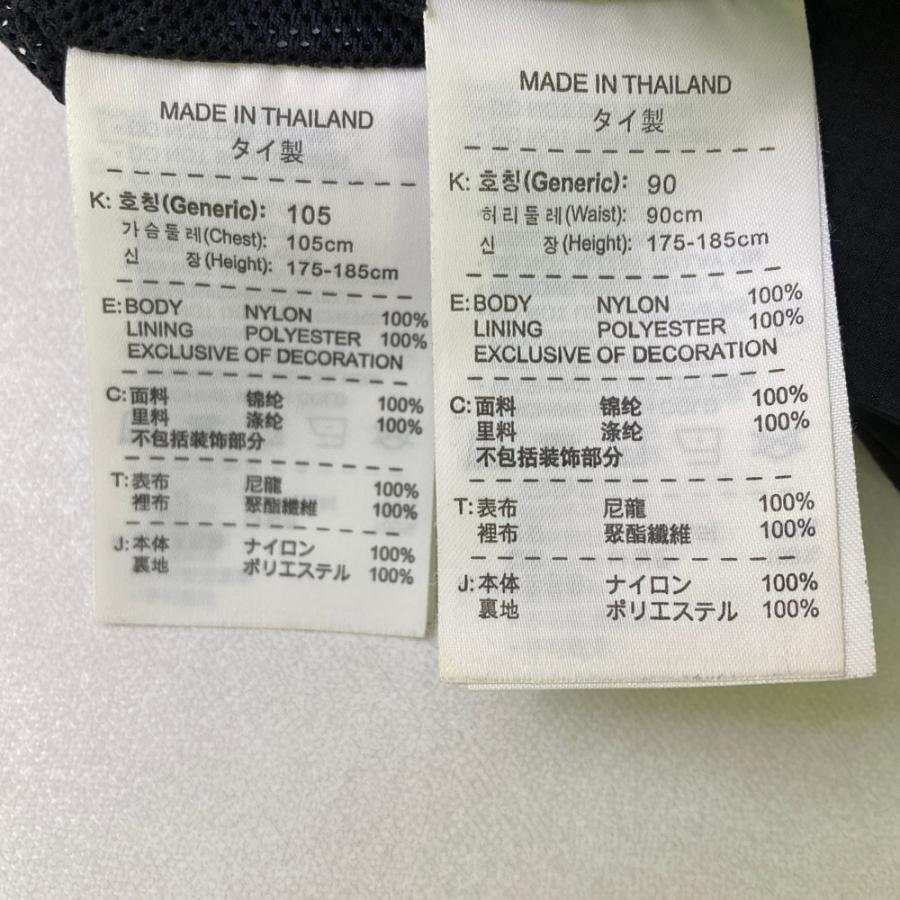 MADE IN THAILAND
タイ製
K: 호칭(Generic): 105
가슴둘레(Chest): 105cm
신 장(Height): 175-185cm
E: BODY NYLON 100%
LINING POLYESTER 100%
EXCLUSIVE OF DECORATION
C: 面料 锦纶 100%
里料 涤纶 100%
不包括装饰部分
T: 表布 尼龍 100%
裡布 聚酯纖維 100%
J: 本体 ナイロン 100%
裏地 ポリエステル 100%
MADE IN THAILAND
タイ製
K: 호칭(Generic): 90
허리둘레(Waist): 90cm
신 장(Height): 175-185cm
E: BODY NYLON 100%
LINING POLYESTER 100%
EXCLUSIVE OF DECORATION
C: 面料 锦纶 100%
里料 涤纶 100%
不包括装饰部分
T: 表布 尼龍 100%
裡布 聚酯纖維 100%
J: 本体 ナイロン 100%
裏地 ポリエステル 100%